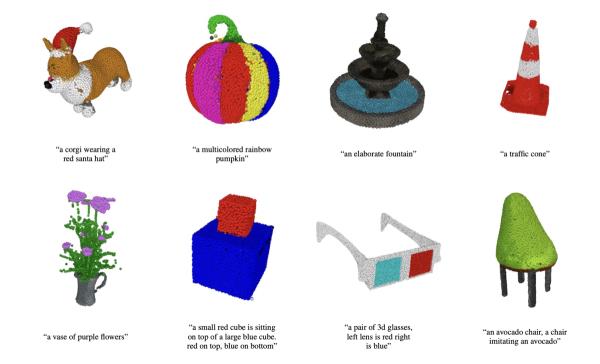 “a corgi wearing a
red santa hat”
“a multicolored rainbow
pumpkin”
“an elaborate fountain”
“a traffic cone”
“a vase of purple flowers”
“a small red cube is sitting
on top of a large blue cube.
red on top, blue on bottom”
“a pair of 3d glasses,
left lens is red right
is blue”
“an avocado chair, a chair
imitating an avocado”